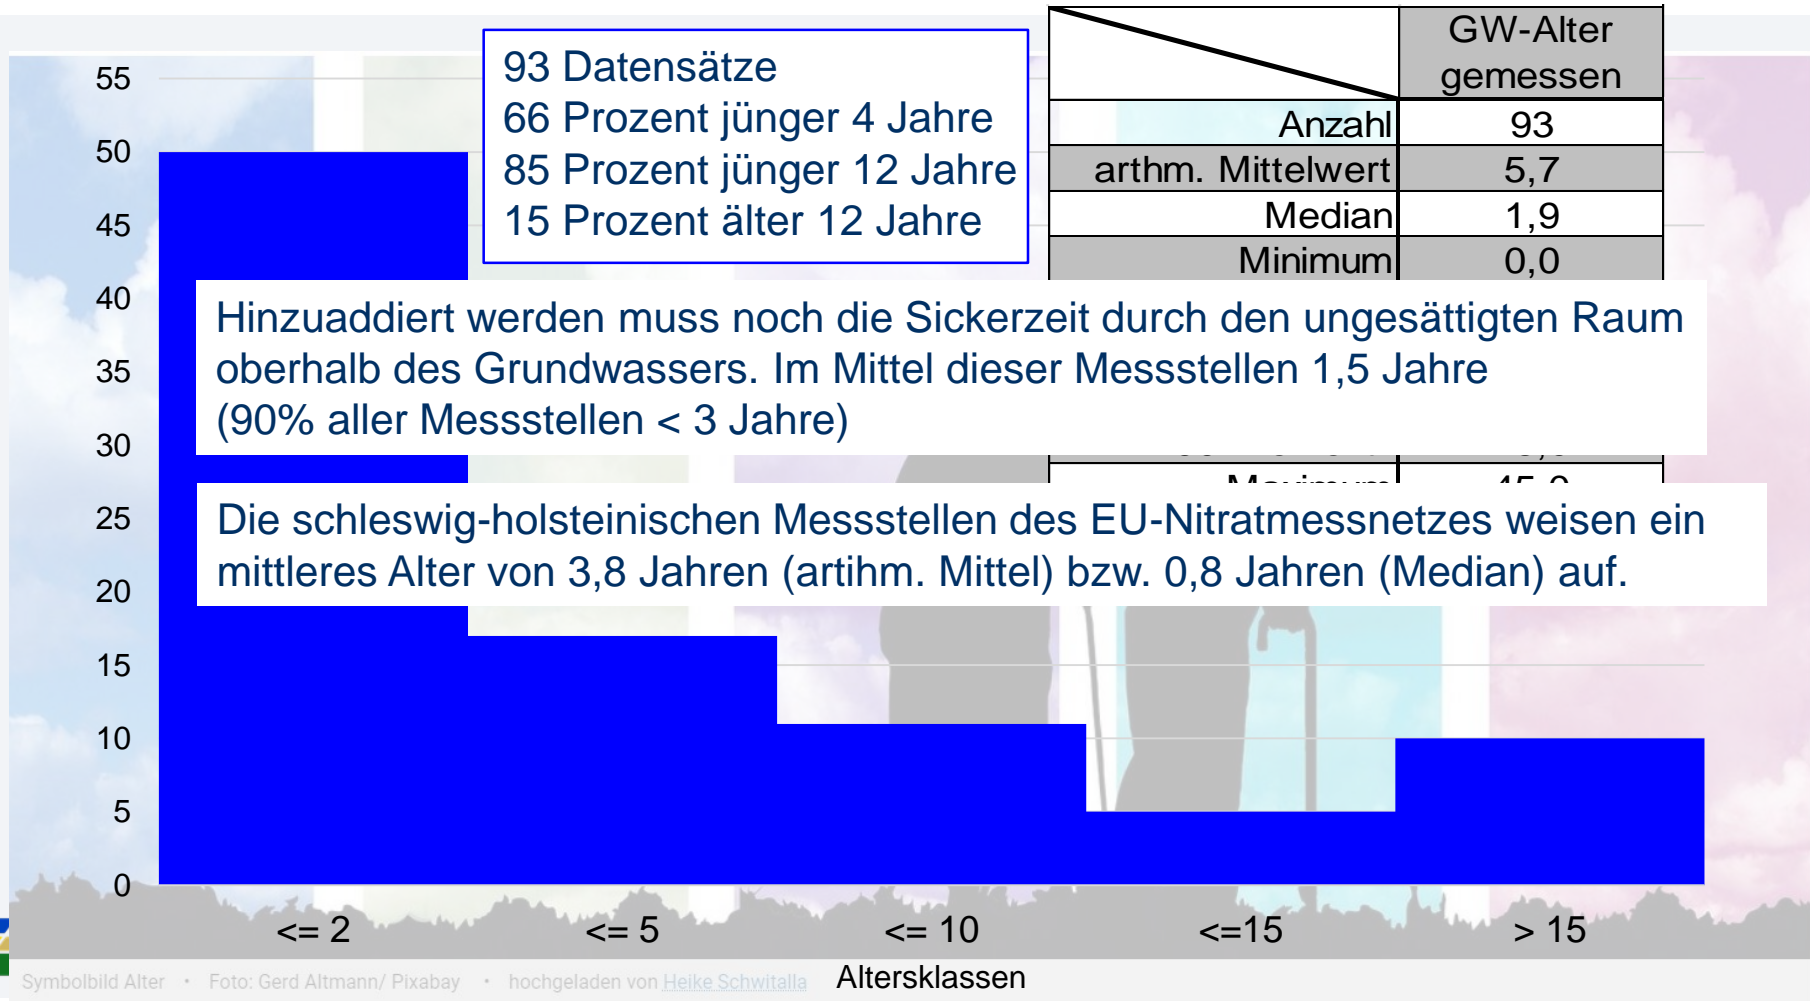 93 Datensätze
66 Prozent jünger 4 Jahre
85 Prozent jünger 12 Jahre
15 Prozent älter 12 Jahre
GW-Alter
gemessen
Anzahl 93
arthm. Mittelwert 5,7
Median 1,9
Minimum 0,0
Hinzuaddiert werden muss noch die Sickerzeit durch den ungesättigten Raum
oberhalb des Grundwassers. Im Mittel dieser Messstellen 1,5 Jahre
(90% aller Messstellen < 3 Jahre)
Die schleswig-holsteinischen Messstellen des EU-Nitratmessnetzes weisen ein
mittleres Alter von 3,8 Jahren (artihm. Mittel) bzw. 0,8 Jahren (Median) auf.
55
50
45
40
35
30
25
20
15
10
5
0
<= 2 <= 5 <= 10 <=15 > 15
Altersklassen
Symbolbild Alter • Foto: Gerd Altmann/ Pixabay • hochgeladen von Heike Schwitalla